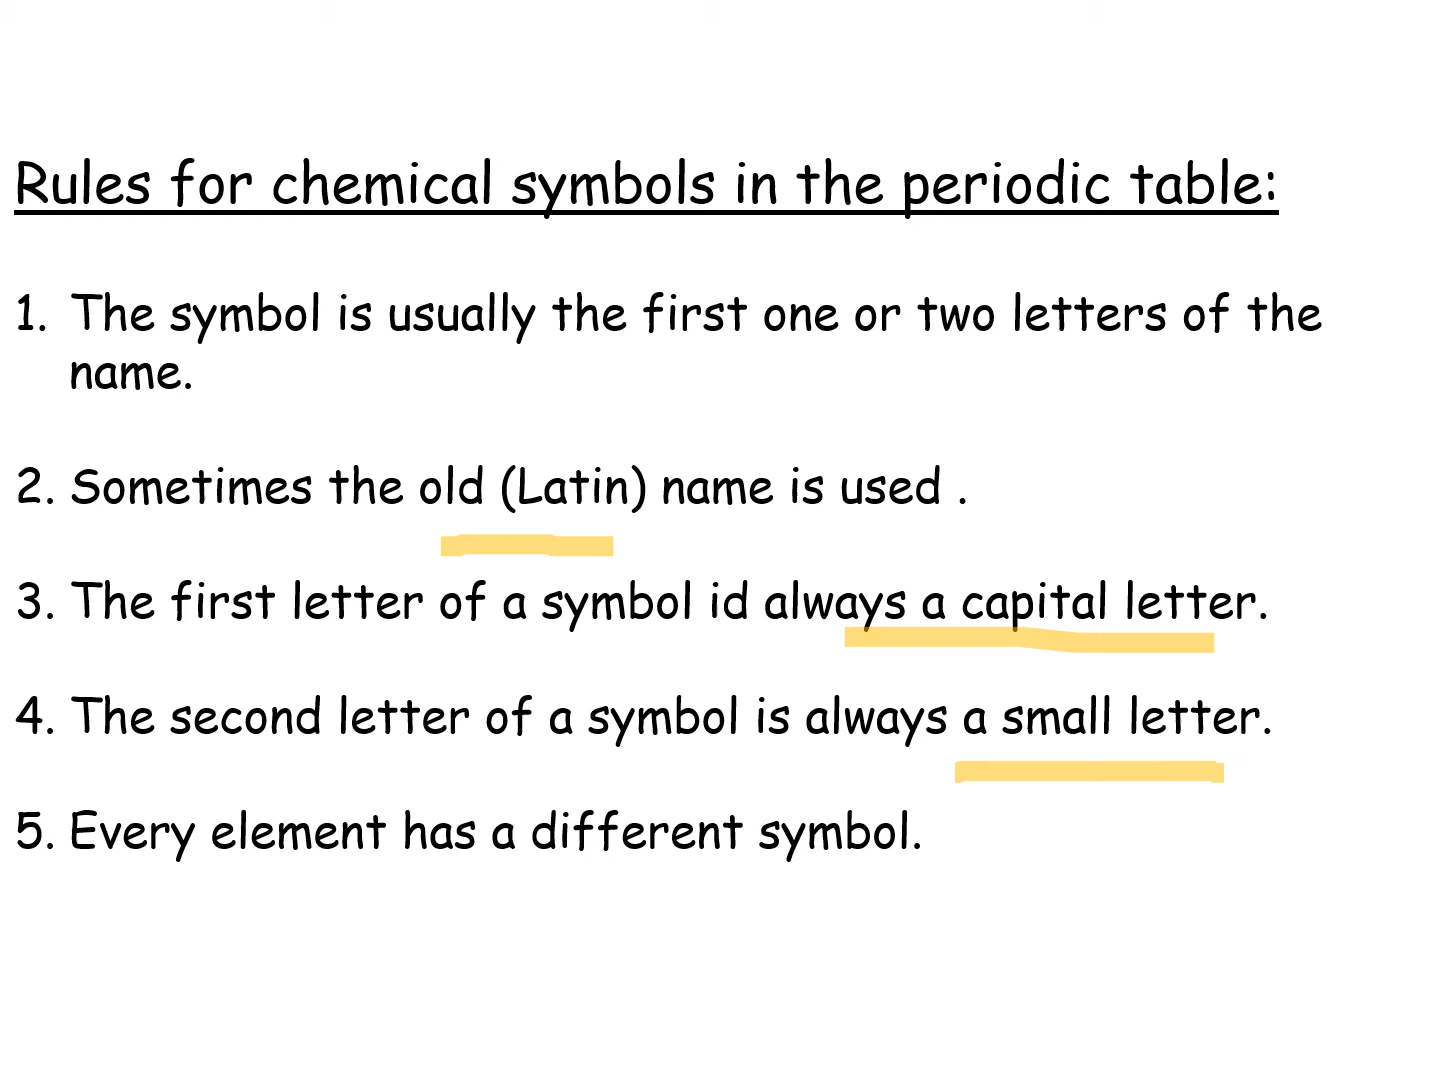 Rules for chemical symbols in the periodic table:
1. The symbol is usually the first one or two letters of the
name.
2. Sometimes the old (Latin) name is used .
3. The first letter of a symbol id always a capital letter.
4. The second letter of a symbol is always a small letter.
5. Every element has a different symbol.